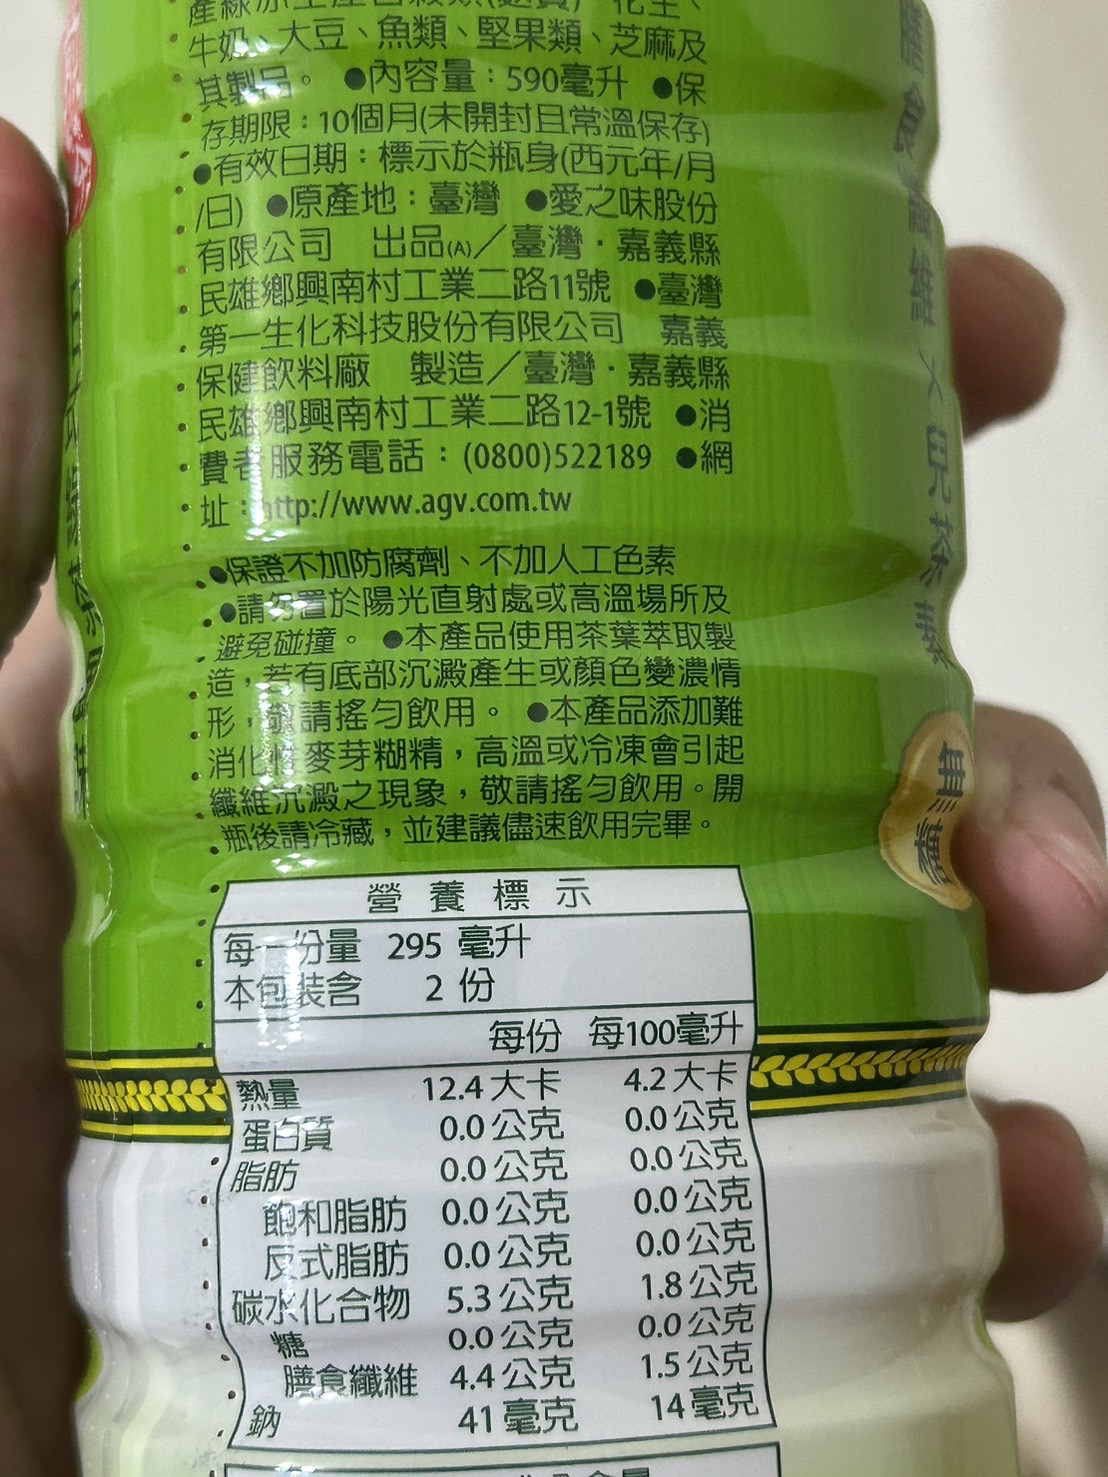 牛奶、大豆、魚類、堅果類、芝麻及
其製品。 ●內容量：590毫升 ●保
存期限：10個月(未開封且常溫保存)
●有效日期：標示於瓶身(西元年/月
/日) ●原產地：臺灣 ●愛之味股份
有限公司 出品(A)／臺灣・嘉義縣
民雄鄉興南村工業二路11號 ●臺灣
第一生化科技股份有限公司 嘉義
保健飲料廠 製造／臺灣・嘉義縣
民雄鄉興南村工業二路12-1號 ●消
費者服務電話：(0800)522189 ●網
址：http://www.agv.com.tw
●保證不加防腐劑、不加人工色素
●請勿置於陽光直射處或高溫場所及
避免碰撞。 ●本產品使用茶葉萃取製
造，若有底部沉澱產生或顏色變濃情
形，敬請搖勻飲用。 ●本產品添加難
消化性麥芽糊精，高溫或冷凍會引起
纖維沉澱之現象，敬請搖勻飲用。開
瓶後請冷藏，並建議儘速飲用完畢。
營養標示
每一份量 295 毫升
本包裝含 2 份
每份 每100毫升
熱量 12.4 大卡 4.2 大卡
蛋白質 0.0 公克 0.0 公克
脂肪 0.0 公克 0.0 公克
飽和脂肪 0.0 公克 0.0 公克
反式脂肪 0.0 公克 0.0 公克
碳水化合物 5.3 公克 1.8 公克
糖 0.0 公克 0.0 公克
膳食纖維 4.4 公克 1.5 公克
鈉 41 毫克 14 毫克
膳食纖維×兒茶素
無糖